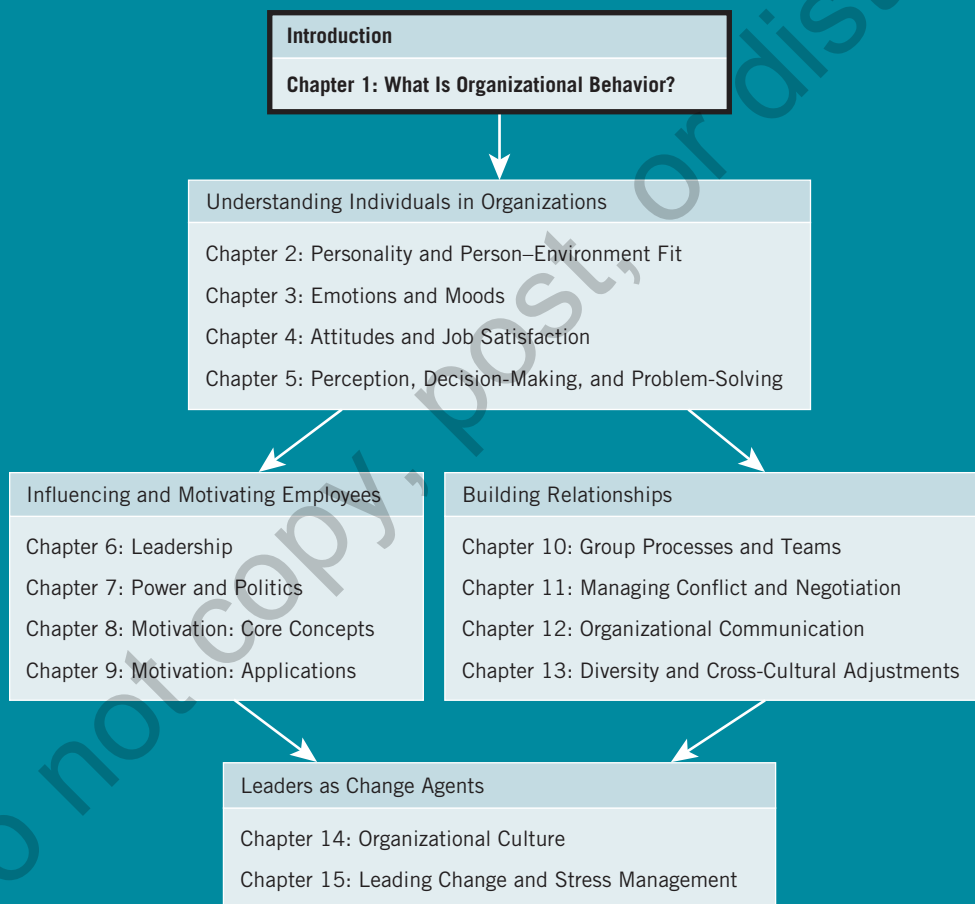 Introduction
Chapter 1: What Is Organizational Behavior?
Understanding Individuals in Organizations
Chapter 2: Personality and Person–Environment Fit
Chapter 3: Emotions and Moods
Chapter 4: Attitudes and Job Satisfaction
Chapter 5: Perception, Decision-Making, and Problem-Solving
Influencing and Motivating Employees
Chapter 6: Leadership
Chapter 7: Power and Politics
Chapter 8: Motivation: Core Concepts
Chapter 9: Motivation: Applications
Building Relationships
Chapter 10: Group Processes and Teams
Chapter 11: Managing Conflict and Negotiation
Chapter 12: Organizational Communication
Chapter 13: Diversity and Cross-Cultural Adjustments
Leaders as Change Agents
Chapter 14: Organizational Culture
Chapter 15: Leading Change and Stress Management
not copy, post, or